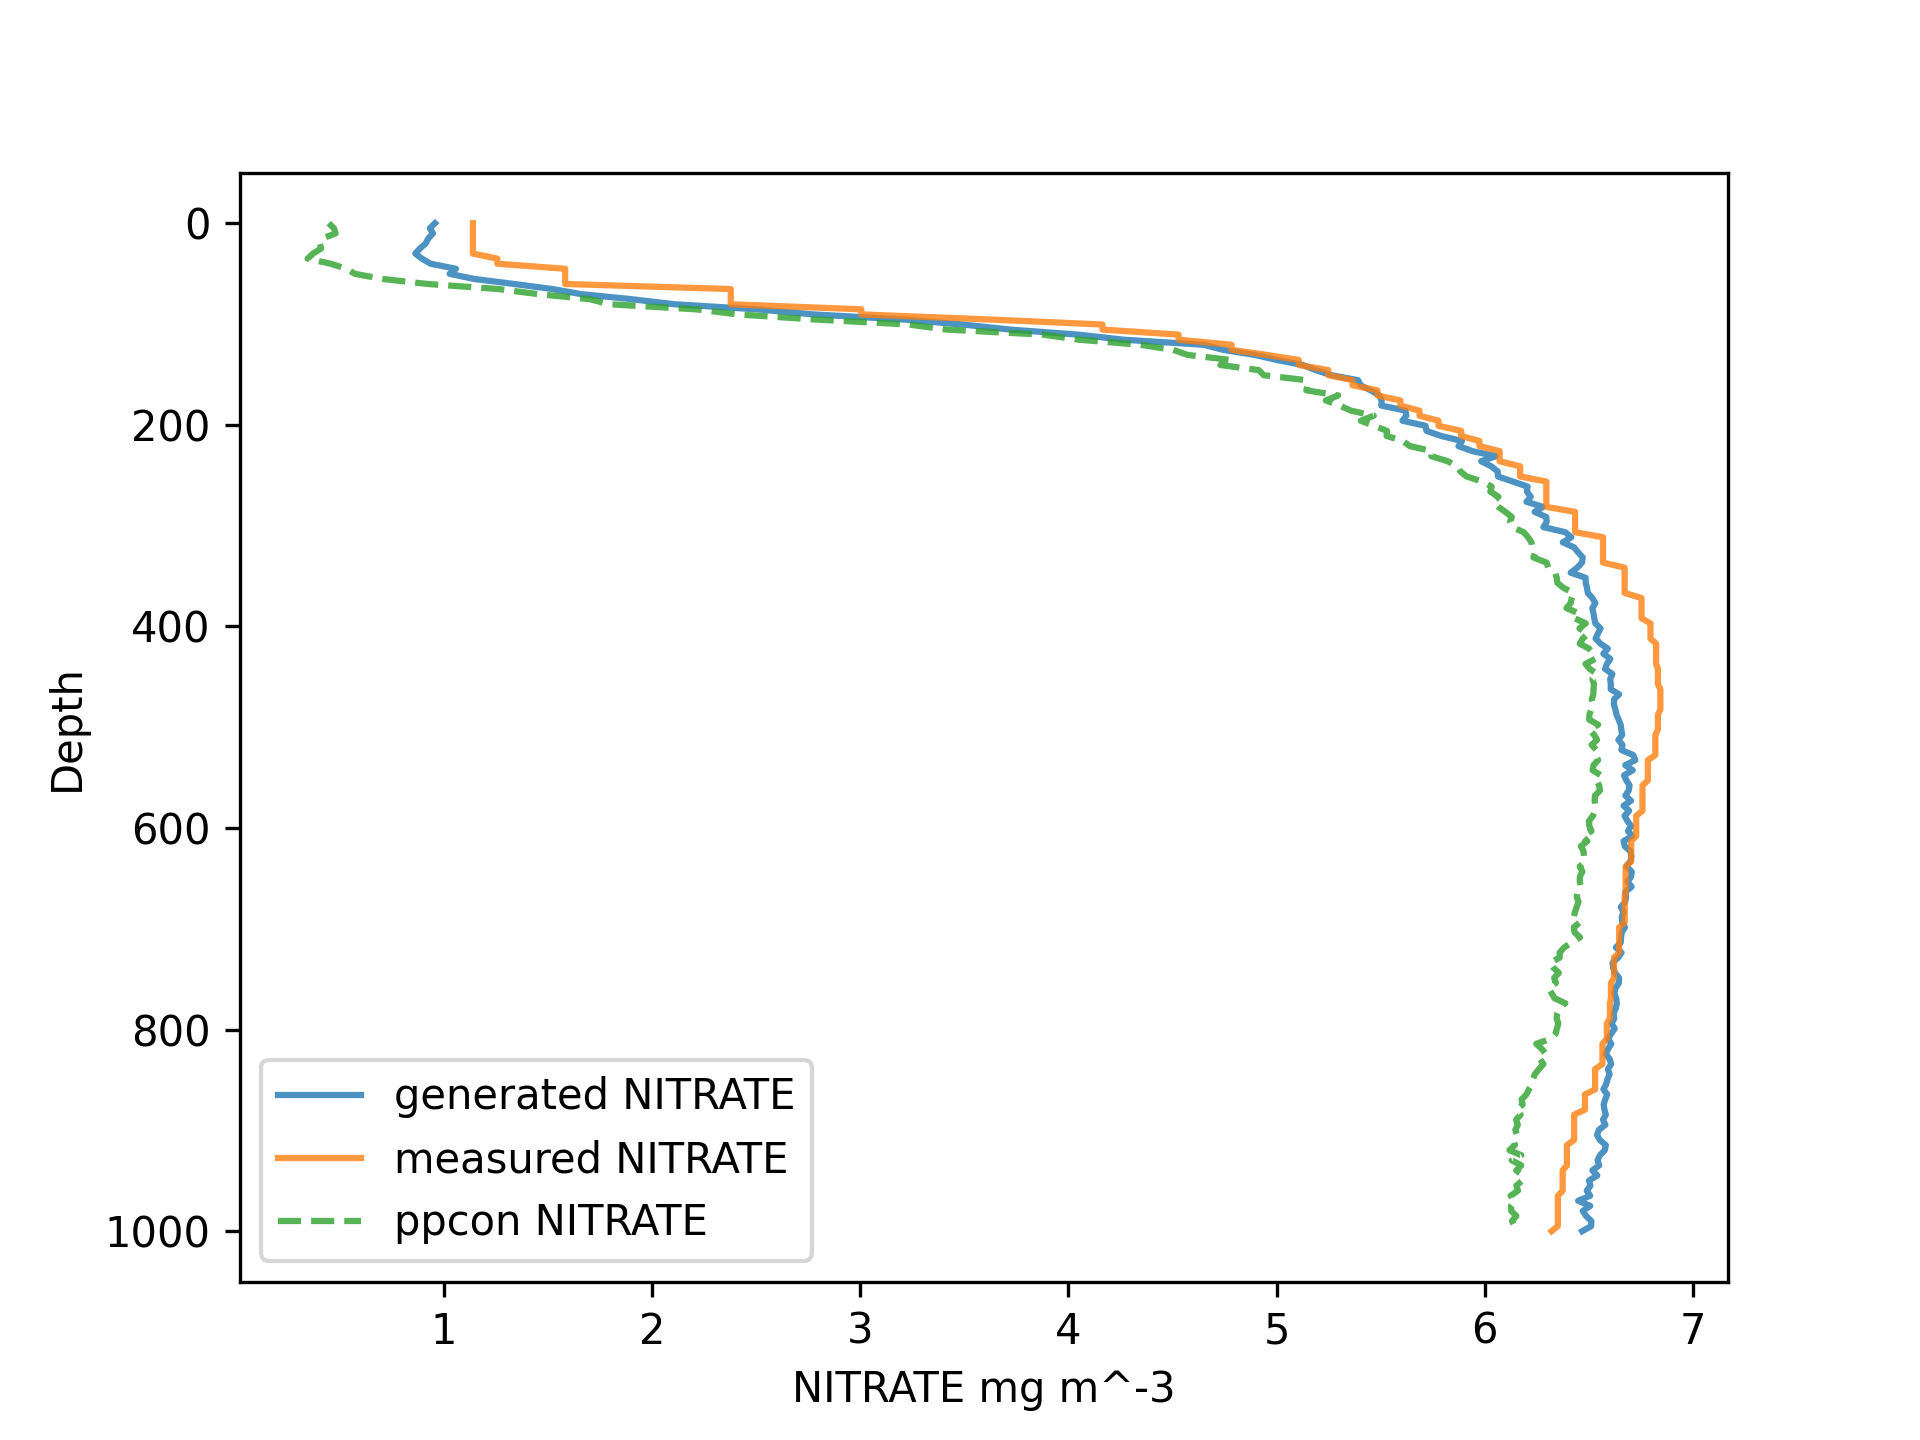 0
200
400
600
800
1000
Depth
generated NITRATE
measured NITRATE
ppcon NITRATE
1 2 3 4 5 6 7
NITRATE mg m^-3